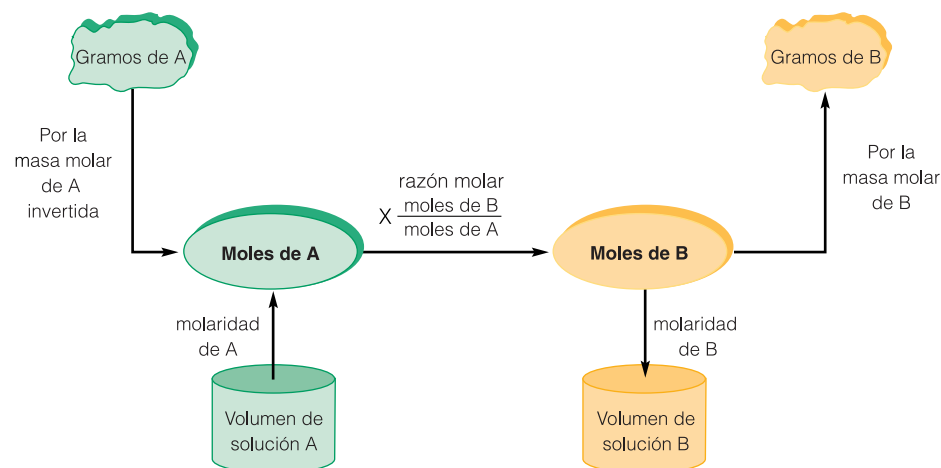 Gramos de A
Gramos de B
Por la
masa molar
de A
invertida
razón molar
X moles de B
moles de A
Por la
masa molar
de B
Moles de A
Moles de B
molaridad
de A
molaridad
de B
Volumen de
solución A
Volumen de
solución B